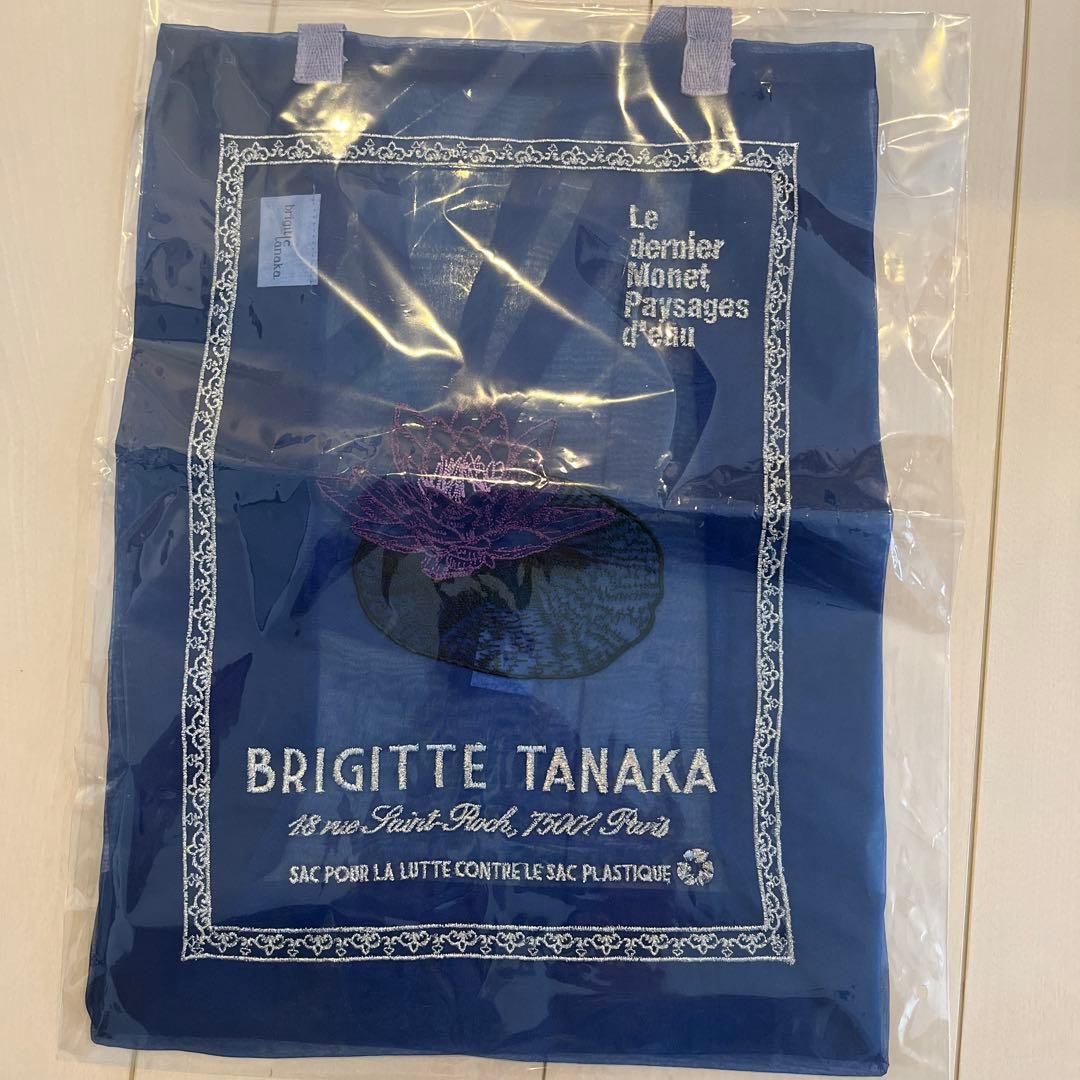 brigitte
tanaka.
Le
dernier
Monet,
Paysages
d'eau
BRIGITTE TANAKA
18 rue Saint-Roch, 75001 Paris
SAC POUR LA LUTTE CONTRE LE SAC PLASTIQUE